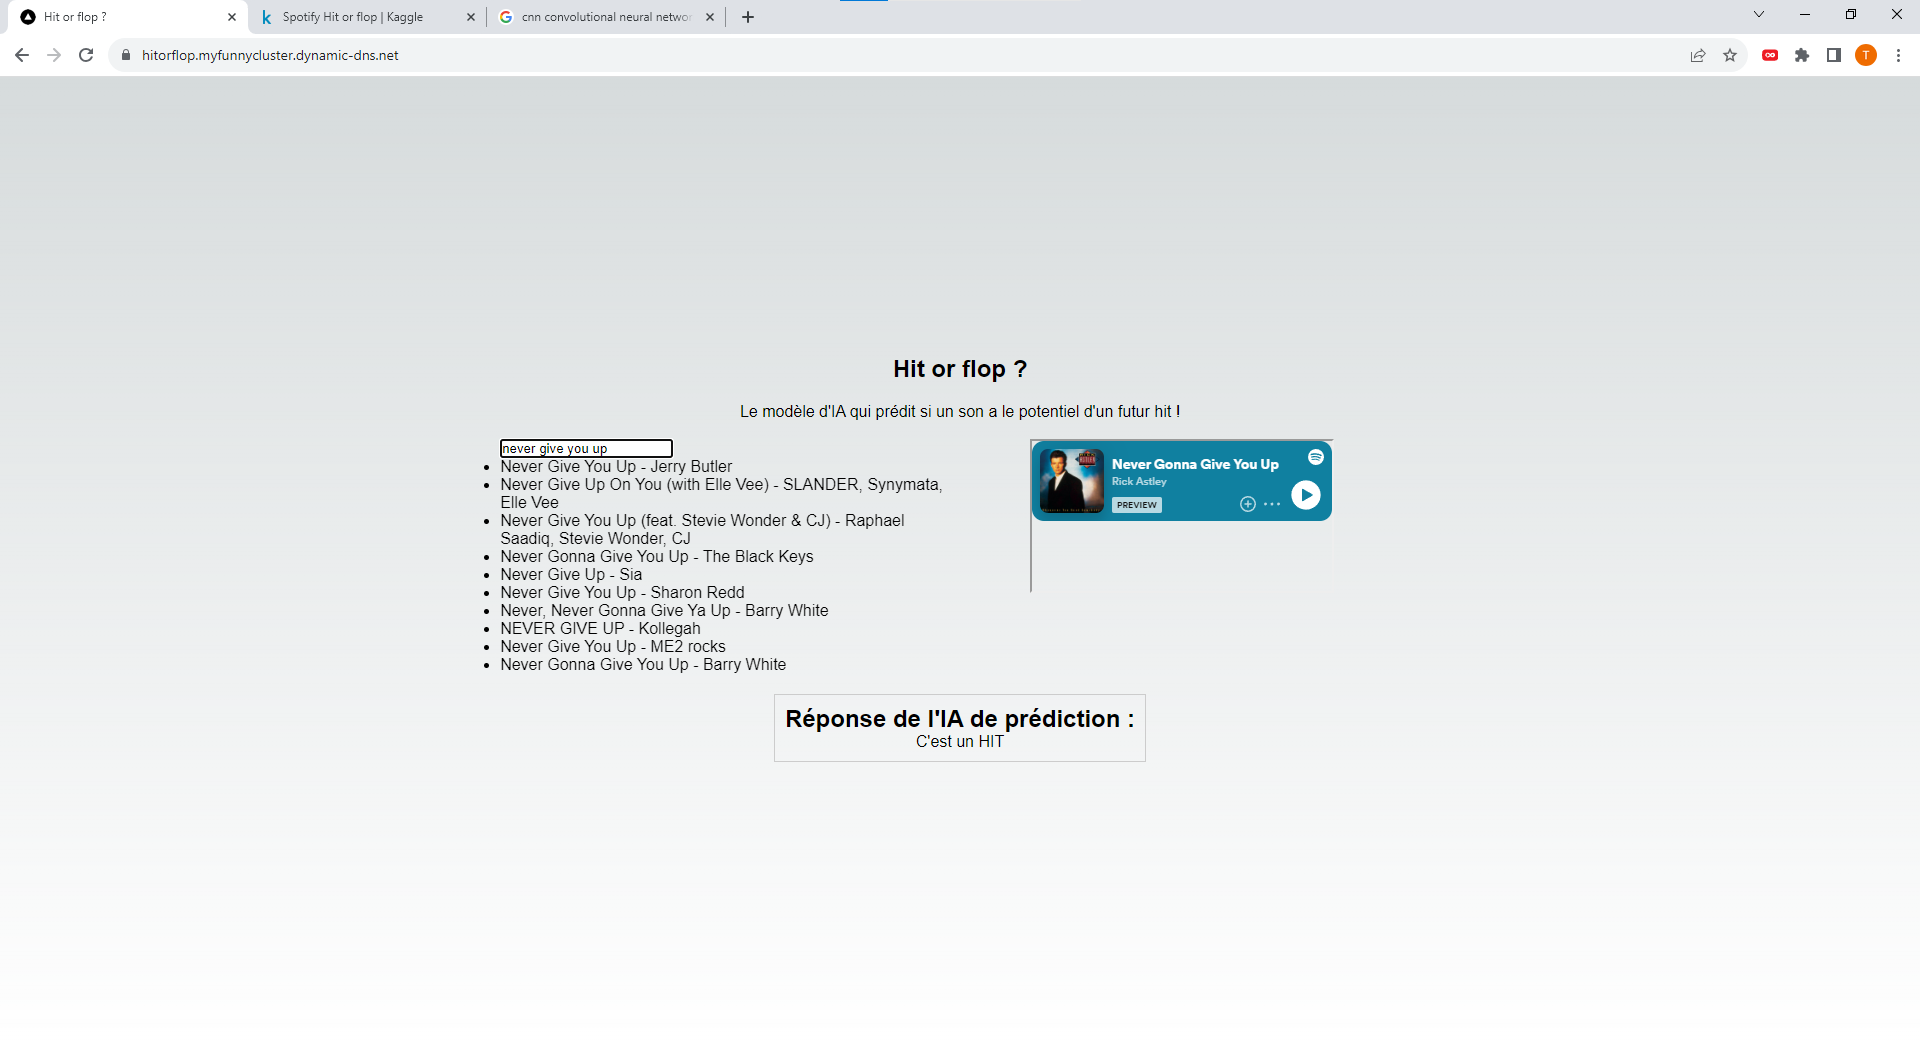 Hit or flop ?
Spotify Hit or flop | Kaggle
cnn convolutional neural networ
hitorflop.myfunnycluster.dynamic-dns.net
T
Hit or flop ?
Le modèle d'IA qui prédit si un son a le potentiel d'un futur hit !
never give you up
Never Give You Up - Jerry Butler
Never Give Up On You (with Elle Vee) - SLANDER, Synymata,
Elle Vee
Never Give You Up (feat. Stevie Wonder & CJ) - Raphael
Saadiq, Stevie Wonder, CJ
Never Gonna Give You Up - The Black Keys
Never Give Up - Sia
Never Give You Up - Sharon Redd
Never, Never Gonna Give Ya Up - Barry White
NEVER GIVE UP - Kollegah
Never Give You Up - ME2 rocks
Never Gonna Give You Up - Barry White
Never Gonna Give You Up
Rick Astley
PREVIEW
Réponse de l'IA de prédiction :
C'est un HIT